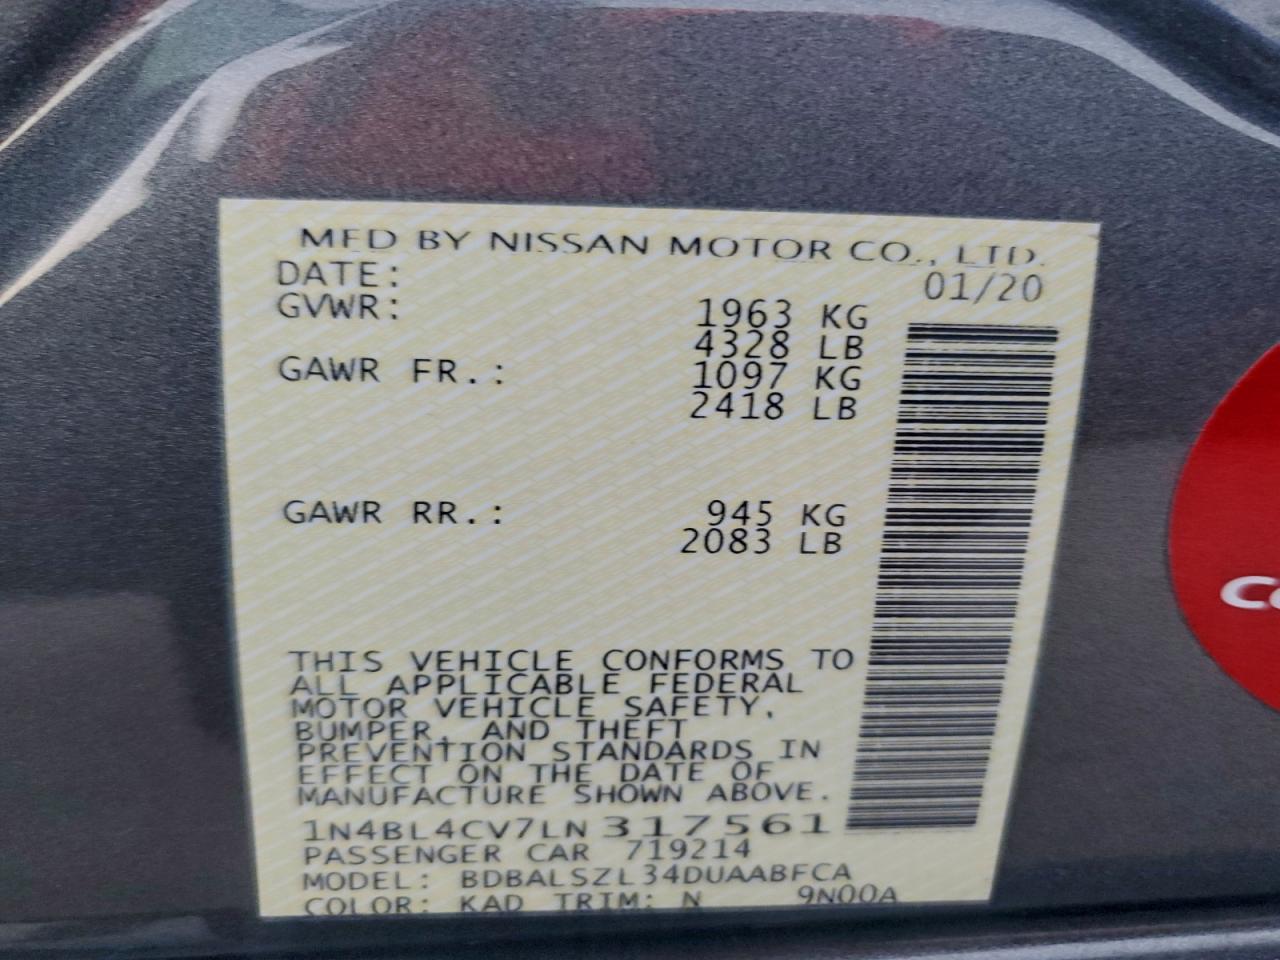 MFD BY NISSAN MOTOR CO., LTD.
DATE: 01/20
GVWR: 1963 KG
4328 LB
GAWR FR.: 1097 KG
2418 LB
GAWR RR.: 945 KG
2083 LB
THIS VEHICLE CONFORMS TO
ALL APPLICABLE FEDERAL
MOTOR VEHICLE SAFETY,
BUMPER, AND THEFT
PREVENTION STANDARDS IN
EFFECT ON THE DATE OF
MANUFACTURE SHOWN ABOVE.
1N4BL4CV7LN317561
PASSENGER CAR 719214
MODEL: BDBALSZL34DUAABFCA
COLOR: KAD TRIM: N 9N00A